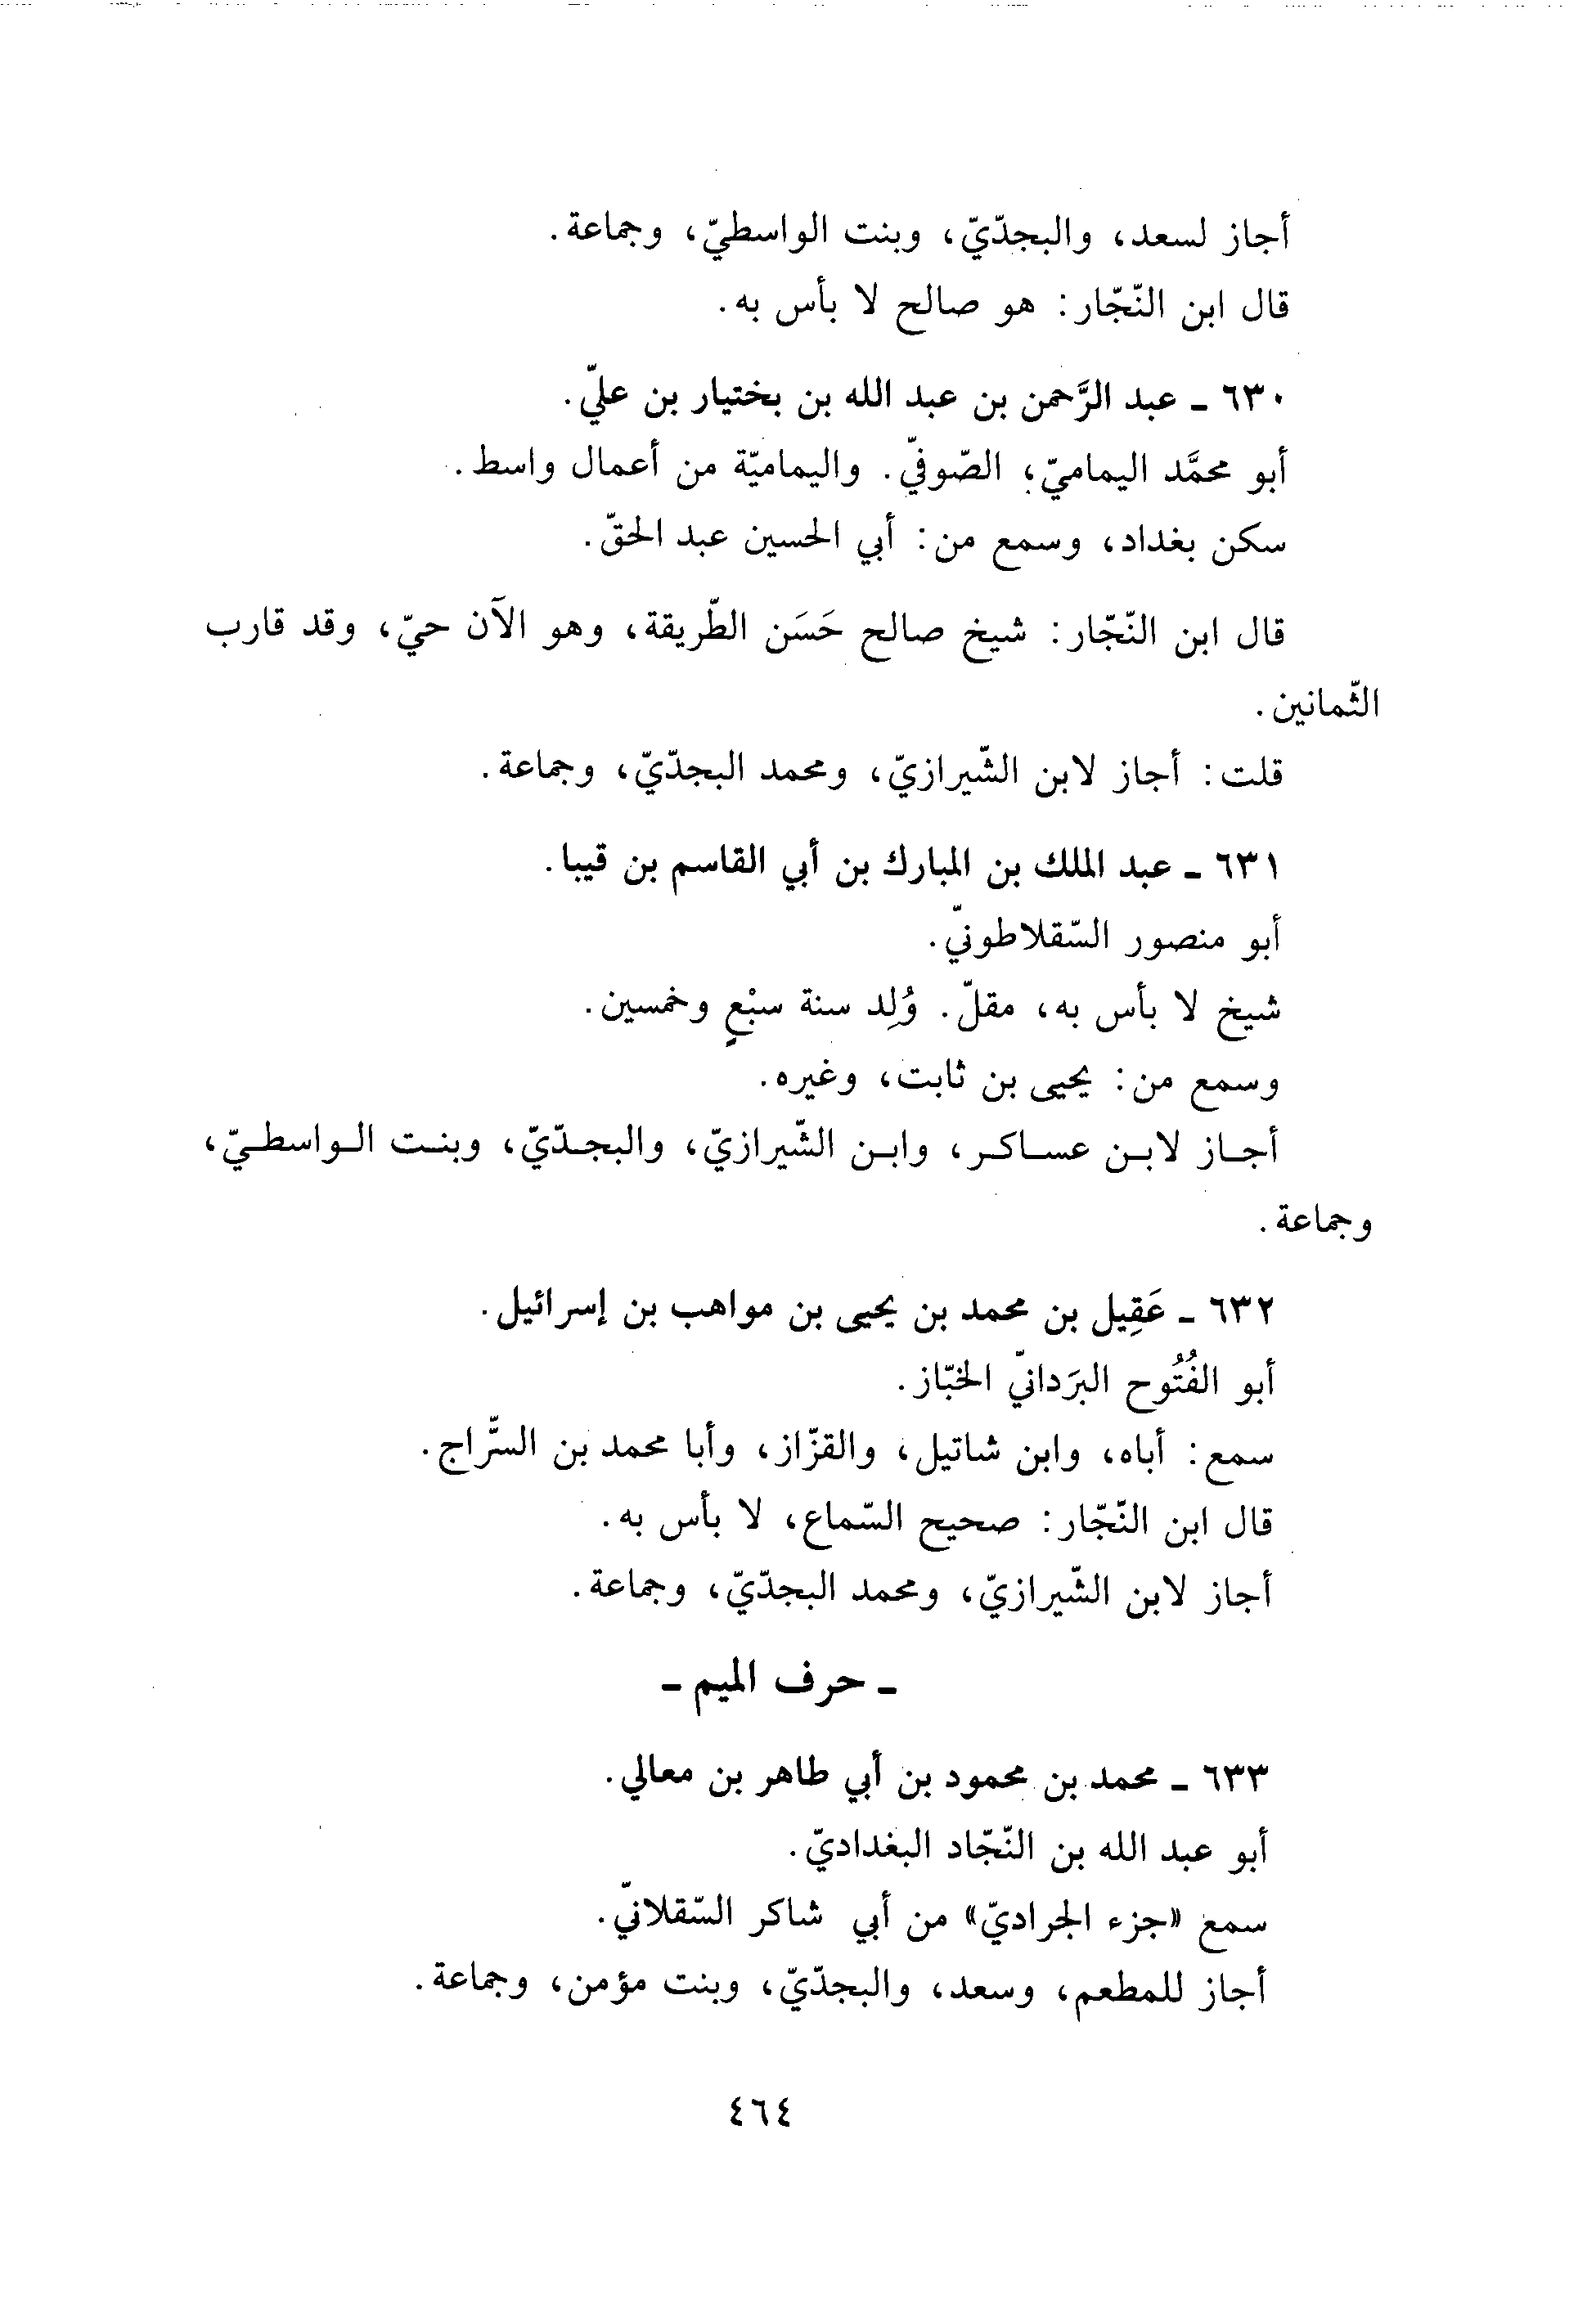 أجاز لسعد، والبجدّيّ، وبنت الواسطيّ، وجماعة.
قال ابن النّجّار: هو صالح لا بأس به.
٦٣٠ ـ عبد الرَّحمن بن عبد الله بن بختيار بن عليّ.
أبو محمَّد اليماميّ؛ الصّوفيّ. واليماميّة من أعمال واسط.
سكن بغداد، وسمع من: أبي الحسين عبد الحقّ.
قال ابن النّجّار: شيخ صالح حَسَن الطّريقة، وهو الآن حيّ، وقد قارب
الثّمانين.
قلت: أجاز لابن الشّيرازيّ، ومحمد البجدّيّ، وجماعة.
٦٣١ ـ عبد الملك بن المبارك بن أبي القاسم بن قيبا.
أبو منصور السّقلاطونيّ.
شيخ لا بأس به، مقلّ. وُلِد سنة سبْعٍ وخمسين.
وسمع من: يحيى بن ثابت، وغيره.
أجاز لابن عساكر، وابن الشّيرازيّ، والبجدّيّ، وبنت الواسطيّ،
وجماعة.
٦٣٢ ـ عَقِيل بن محمد بن يحيى بن مواهب بن إسرائيل.
أبو الفُتُوح البَردانيّ الخبّاز.
سمع: أباه، وابن شاتيل، والقزّاز، وأبا محمد بن السرَّاج.
قال ابن النّجّار: صحيح السّماع، لا بأس به.
أجاز لابن الشّيرازيّ، ومحمد البجدّيّ، وجماعة.
ـ حرف الميم ـ
٦٣٣ ـ محمد بن محمود بن أبي طاهر بن معالي.
أبو عبد الله بن النّجّاد البغداديّ.
سمع «جزء الجراديّ» من أبي شاكر السّقلانيّ.
أجاز للمطعم، وسعد، والبجدّيّ، وبنت مؤمن، وجماعة.
٤٦٤